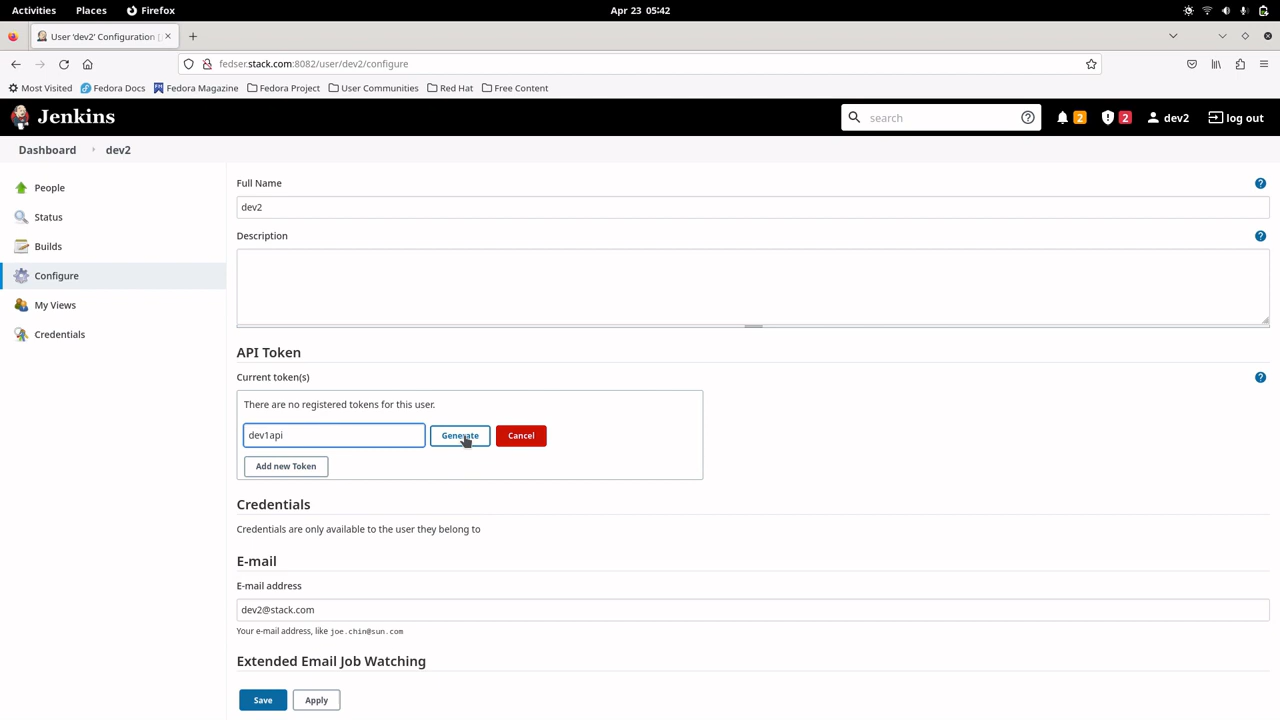 Activities Places Firefox Apr 23 05:42
User 'dev2' Configuration [
fedser.stack.com:8082/user/dev2/configure
Most Visited Fedora Docs Fedora Magazine Fedora Project User Communities Red Hat Free Content
Jenkins search 2 2 dev2 log out
Dashboard dev2
People
Status
Builds
Configure
My Views
Credentials
Full Name
dev2
Description
API Token
Current token(s)
There are no registered tokens for this user.
dev1api Generate Cancel
Add new Token
Credentials
Credentials are only available to the user they belong to
E-mail
E-mail address
dev2@stack.com
Your e-mail address, like joe.chin@sun.com
Extended Email Job Watching
Save Apply